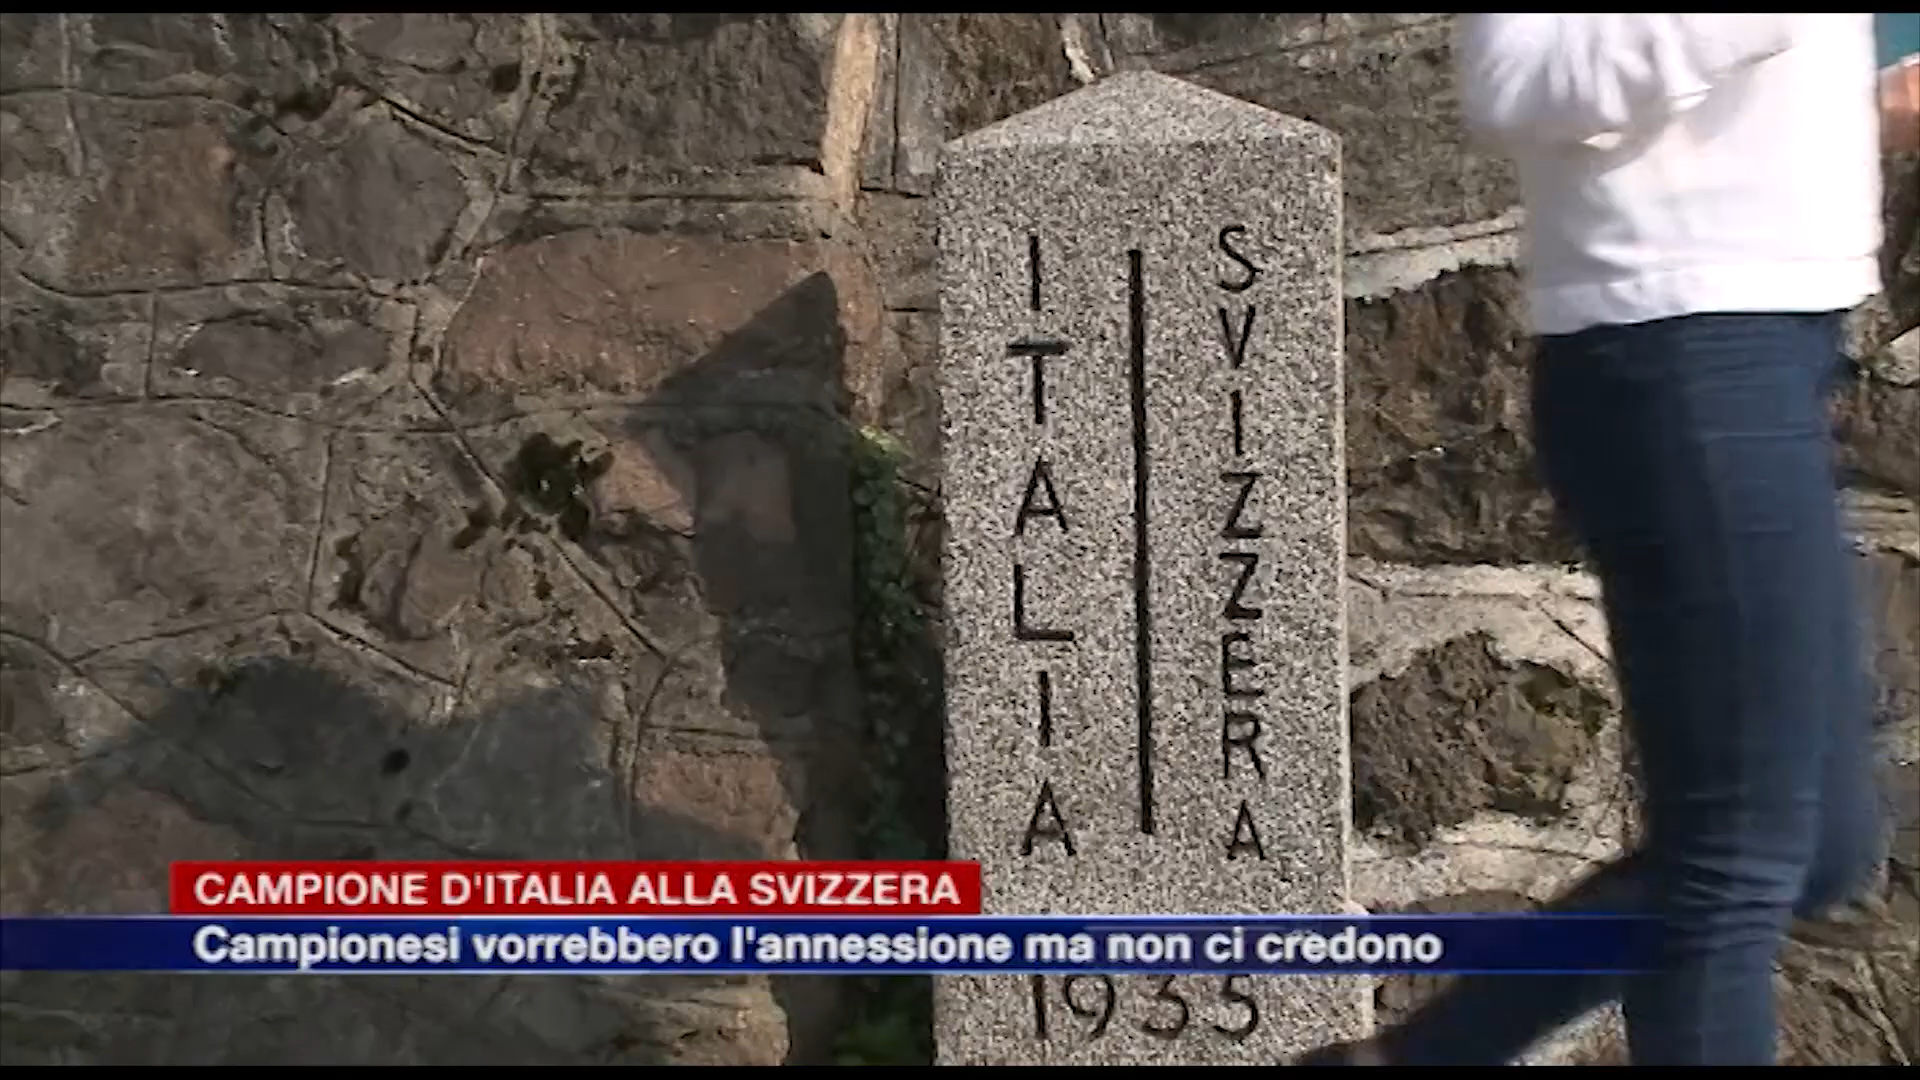 ITALIA
SVIZZERA
CAMPIONE D'ITALIA ALLA SVIZZERA
Campionesi vorrebbero l'annessione ma non ci credono
1935